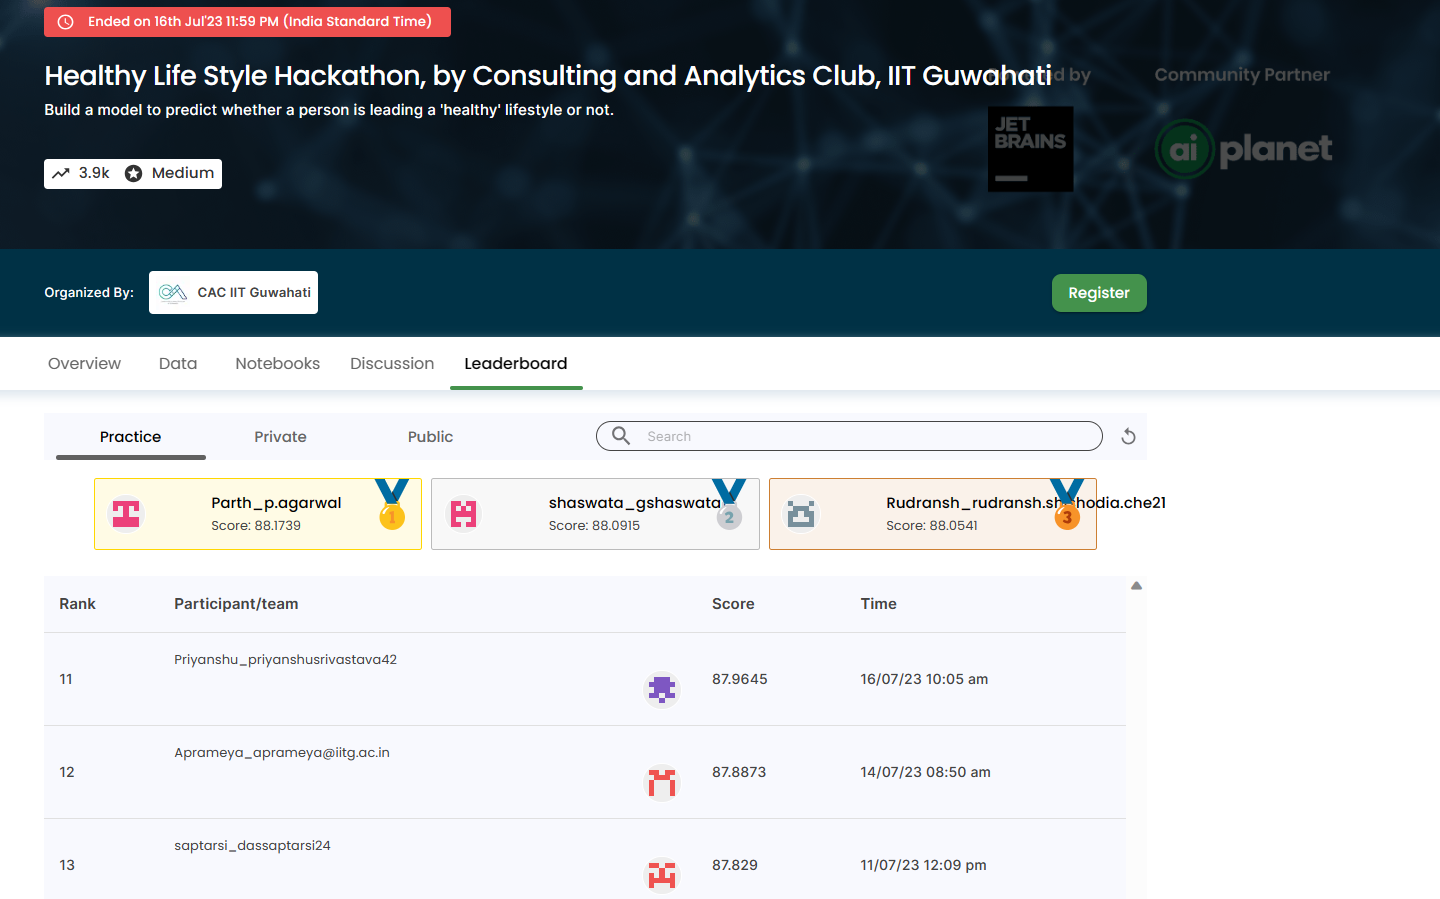 Ended on 16th Jul'23 11:59 PM (India Standard Time)
Healthy Life Style Hackathon, by Consulting and Analytics Club, IIT Guwahati
Build a model to predict whether a person is leading a 'healthy' lifestyle or not.
by
Community Partner
JET
BRAINS
ai planet
3.9k Medium
Organized By: CAC IIT Guwahati
Register
Overview Data Notebooks Discussion Leaderboard
Practice Private Public Search
Parth_p.agarwal
Score: 88.1739
1
shaswata_gshaswata
Score: 88.0915
2
Score: 88.0541
3
Rank Participant/team Score Time
11 Priyanshu_priyanshusrivastava42 87.9645 16/07/23 10:05 am
12 Aprameya_aprameya@iitg.ac.in 87.8873 14/07/23 08:50 am
13 saptarsi_dassaptarsi24 87.829 11/07/23 12:09 pm